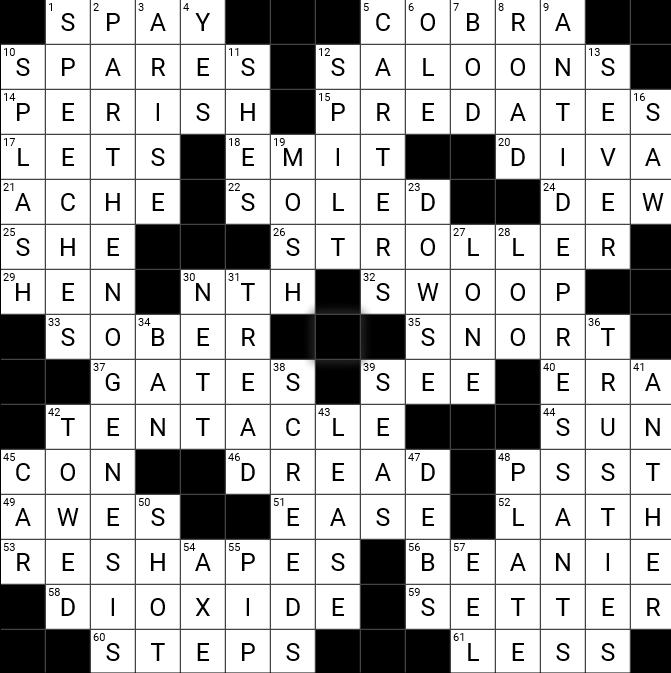 1 S 2 P 3 A 4 Y 5 C 6 O 7 B 8 R 9 A
10 S P A R E 11 S 12 S A L O O N 13 S
14 P E R I S H 15 P R E D A T E 16 S
17 L E T S 18 E 19 M I T 20 D I V A
21 A C H E 22 S O L E 23 D 24 D E W
25 S H E 26 S T R O 27 L 28 L E R
29 H E N 30 N 31 T H 32 S W O O P
33 S O 34 B E R 35 S N O R 36 T
37 G A T E 38 S 39 S E E 40 E R 41 A
42 T E N T A C 43 L E 44 S U N
45 C O N 46 D R E A 47 D 48 P S S T
49 A W E 50 S 51 E A S E 52 L A T H
53 R E S H 54 A 55 P E S 56 B 57 E A N I E
58 D I O X I D E 59 S E T T E R
60 S T E P S 61 L E S S